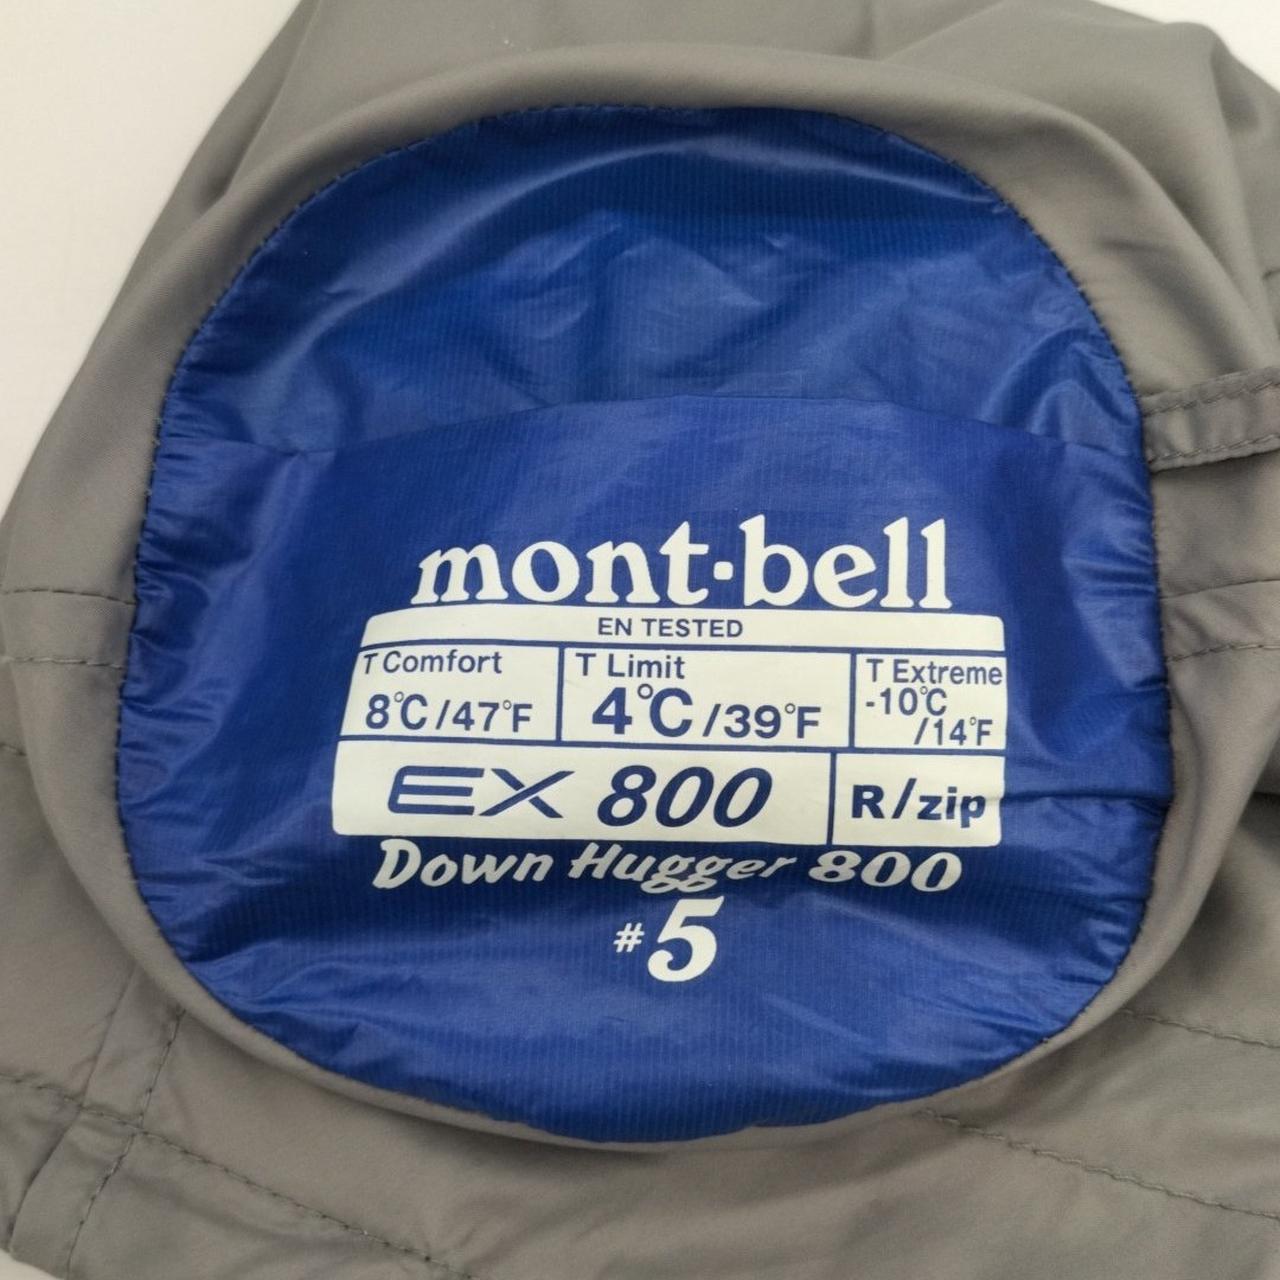 mont·bell
EN TESTED
T Comfort
8°C/47°F
T Limit
4°C/39°F
T Extreme
-10°C
/14°F
EX 800
R/zip
Down Hugger 800
#5